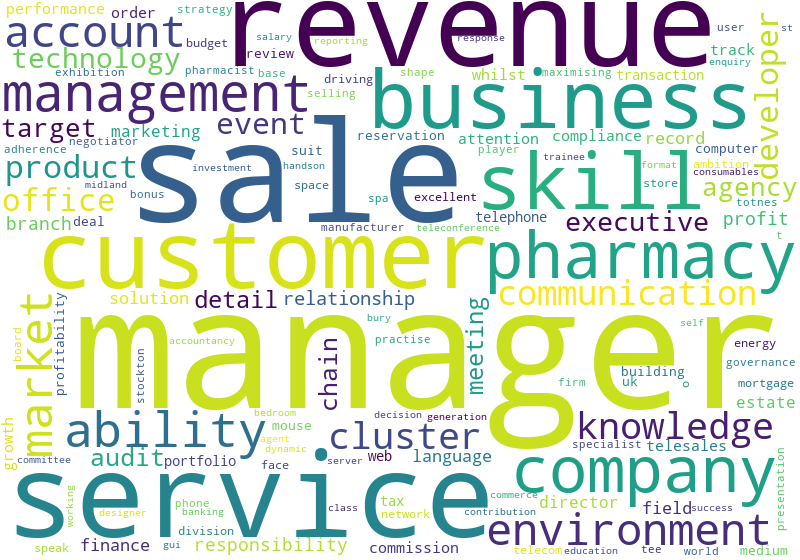 performance
order
strategy
revenue
user
st
account
salary
budget
reporting
response
review
track
enquiry
developer
technology
exhibition
pharmacist
base
driving
shape
whilst
maximising
transaction
management
selling
business
target
marketing
event
reservation
attention
compliance
record
adherence
negotiator
suit
sale
player
computer
product
investment
handson
trainee
format
ambition
skill
consumables
midland
bonus
space
spa
excellent
store
agency
office
totnes
branch
deal
telephone
executive
profit
manufacturer
teleconference
customer
pharmacy
t
solution
detail
relationship
communication
market
profitability
bury
self
manager
meeting
board
accountancy
practise
energy
chain
governance
stockton
firm
building
uk
o
mortgage
bedroom
decision
generation
estate
ability
mouse
cluster
knowledge
growth
agent
dynamic
specialist
telesales
audit
committee
portfolio
face
server
web
language
company
presentation
service
working
phone
banking
designer
class
tax
network
contribution
commerce
director
field
success
division
environment
speak
finance
gui
responsibility
commission
telecom
education
tee
world
medium